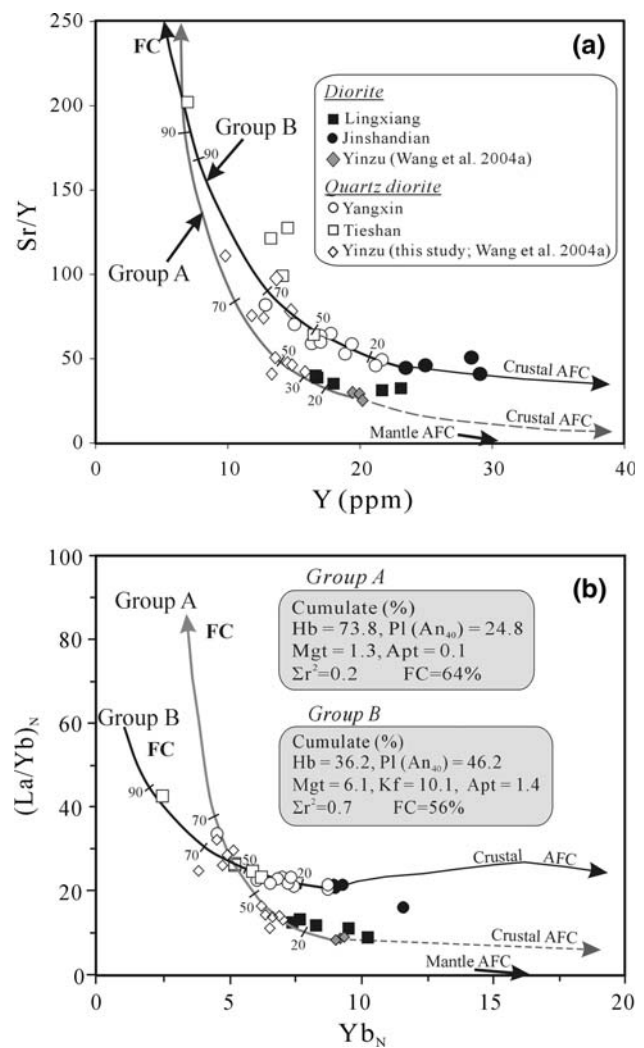 250
200
150
100
50
0
Sr/Y
(a)
FC
90
90
Group B
Group A
70
70
50
50
30
20
20
Diorite
Lingxiang
Jinshandian
Yinzu (Wang et al. 2004a)
Quartz diorite
Yangxin
Tieshan
Yinzu (this study; Wang et al. 2004a)
Crustal AFC
Crustal AFC
Mantle AFC
0 10 20 30 40
Y (ppm)
100
80
60
40
20
0
(La/Yb)N
(b)
Group A
FC
Group B
FC
90
70
70
50
50
20
20
Group A
Cumulate (%)
Hb = 73.8, Pl (An₄₀) = 24.8
Mgt = 1.3, Apt = 0.1
Σr²=0.2 FC=64%
Group B
Cumulate (%)
Hb = 36.2, Pl (An₄₀) = 46.2
Mgt = 6.1, Kf = 10.1, Apt = 1.4
Σr²=0.7 FC=56%
Crustal AFC
Crustal AFC
Mantle AFC
0 5 10 15 20
YbN